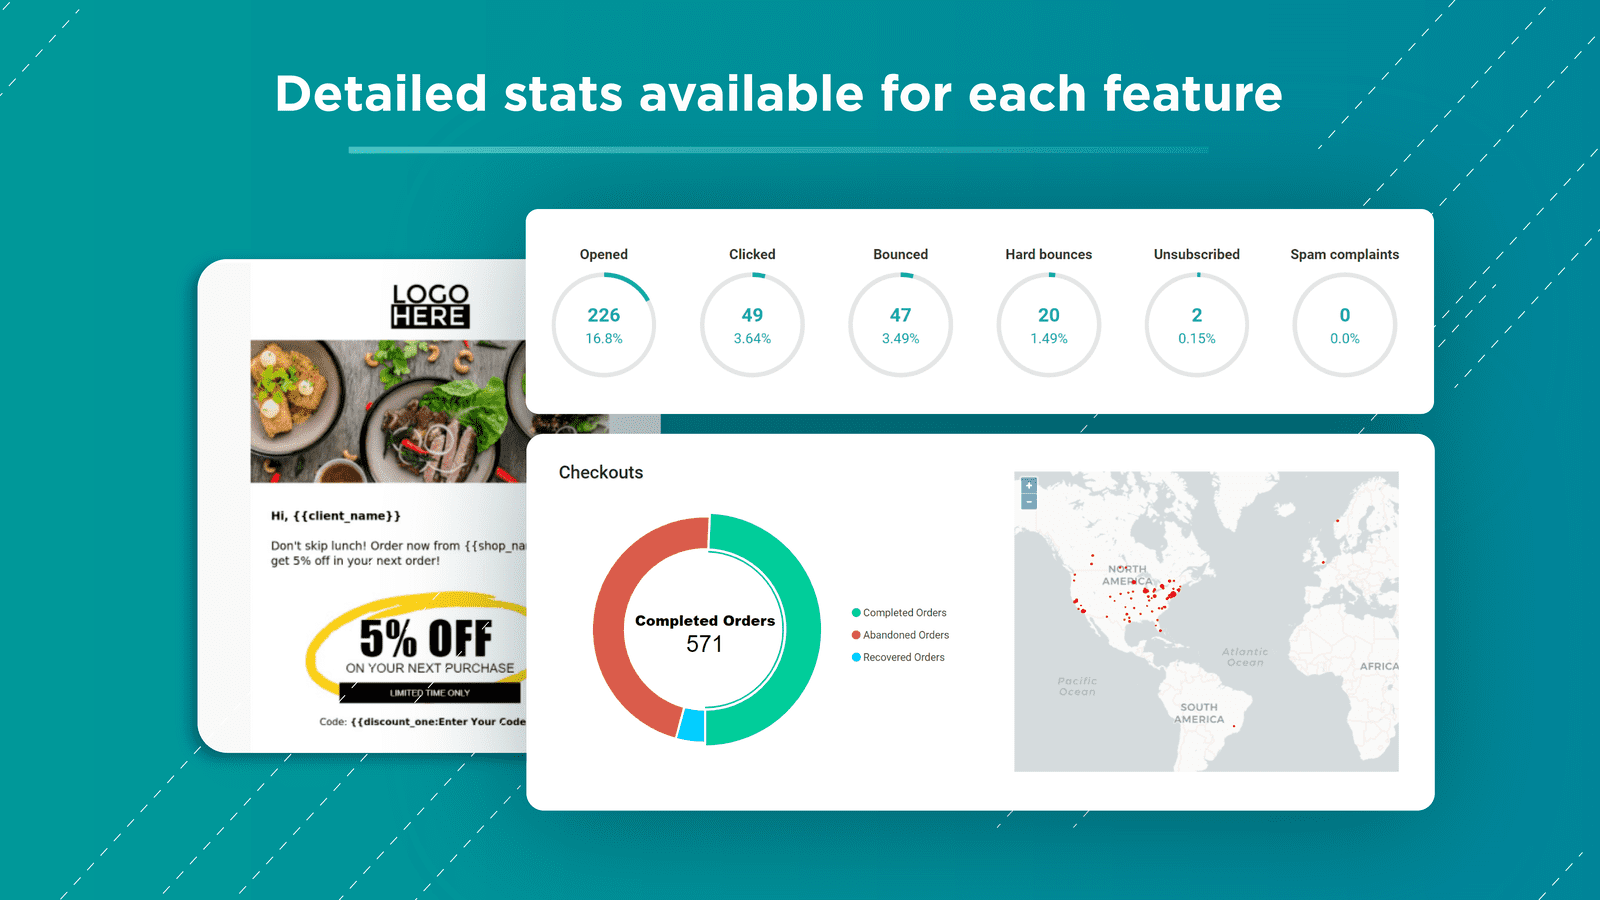 Detailed stats available for each feature
LOGO
HERE
Hi, {{client_name}}
Don't skip lunch! Order now from {{shop_na
get 5% off in your next order!
5% OFF
ON YOUR NEXT PURCHASE
LIMITED TIME ONLY
Code: {{discount_one:Enter Your Code
Opened
226
16.8%
Clicked
49
3.64%
Bounced
47
3.49%
Hard bounces
20
1.49%
Unsubscribed
2
0.15%
Spam complaints
0
0.0%
Checkouts
Completed Orders
571
Completed Orders
Abandoned Orders
Recovered Orders
+
−
NORTH
AMERICA
Atlantic
Ocean
Pacific
Ocean
AFRICA
SOUTH
AMERICA